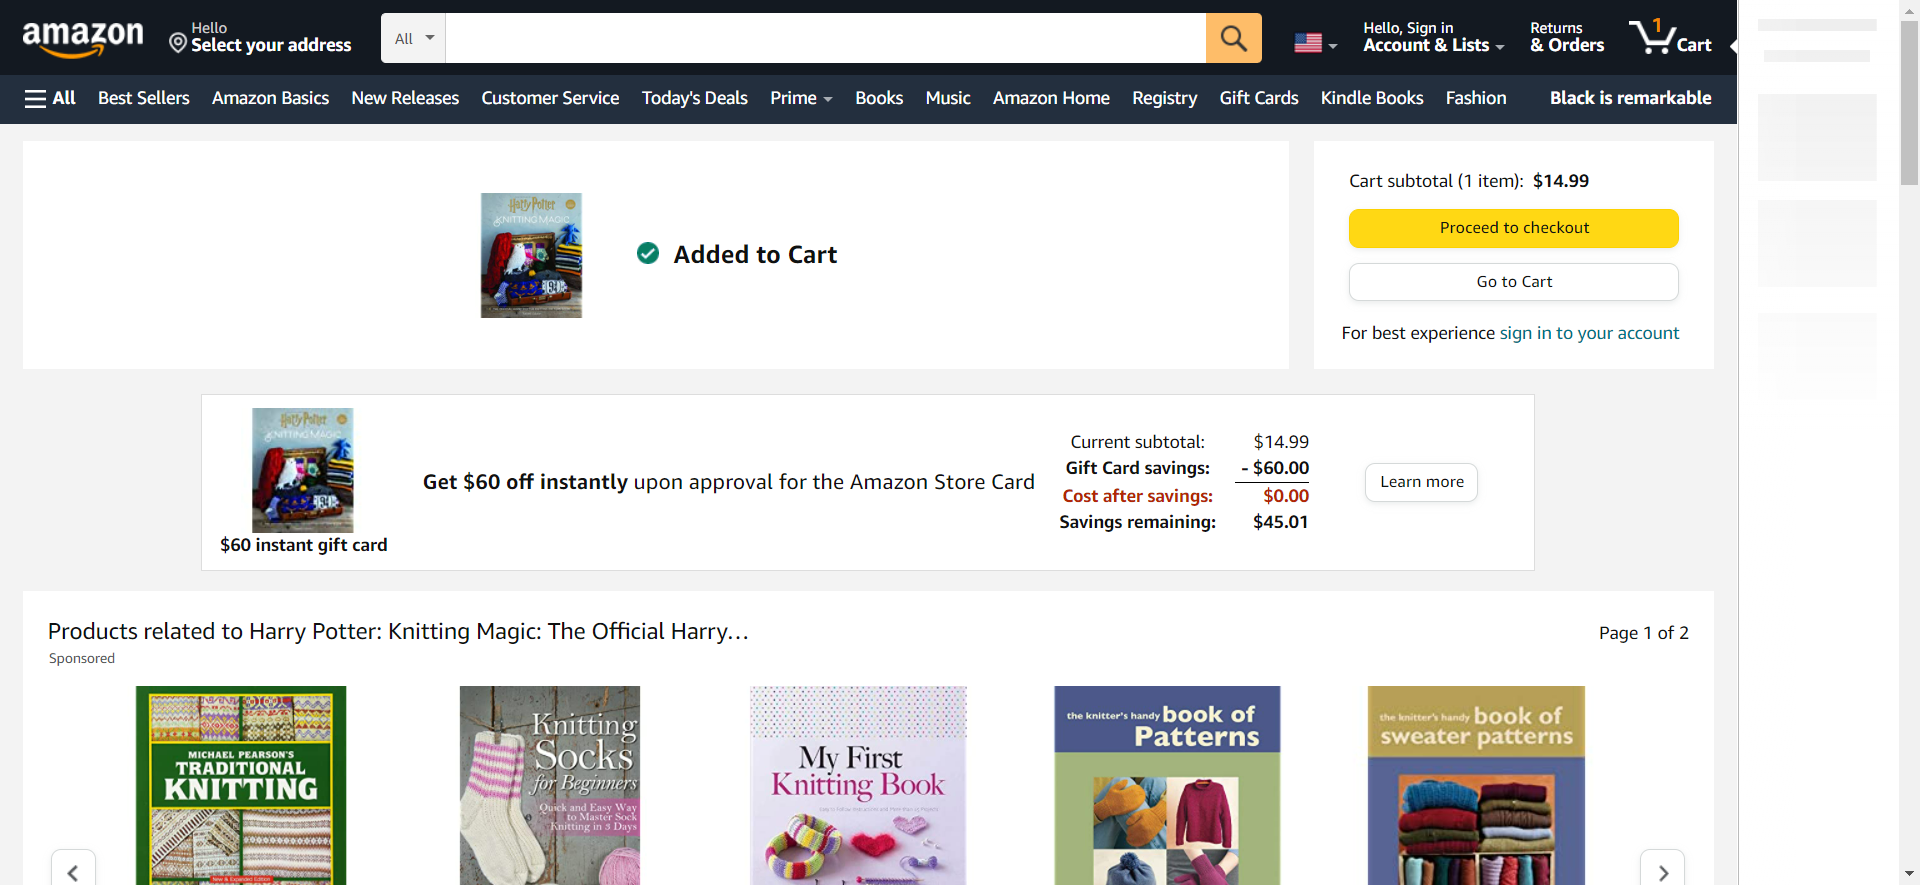 amazon
Hello
Select your address
All
Hello, Sign in
Account & Lists
Returns
& Orders
1
Cart
All
Best Sellers
Amazon Basics
New Releases
Customer Service
Today's Deals
Prime
Books
Music
Amazon Home
Registry
Gift Cards
Kindle Books
Fashion
Black is remarkable
Harry Potter
KNITTING MAGIC
Added to Cart
Cart subtotal (1 item): $14.99
Proceed to checkout
Go to Cart
For best experience sign in to your account
Harry Potter
KNITTING MAGIC
$60 instant gift card
Get $60 off instantly upon approval for the Amazon Store Card
Current subtotal: $14.99
Gift Card savings: - $60.00
Cost after savings: $0.00
Savings remaining: $45.01
Learn more
Products related to Harry Potter: Knitting Magic: The Official Harry…
Sponsored
Page 1 of 2
MICHAEL PEARSON'S
TRADITIONAL
KNITTING
New & Expanded Edition
Knitting
Socks
for Beginners
Quick and Easy Way
to Master Sock
Knitting in 3 Days
My First
Knitting Book
the knitter's handy book of
Patterns
the knitter's handy book of
sweater patterns